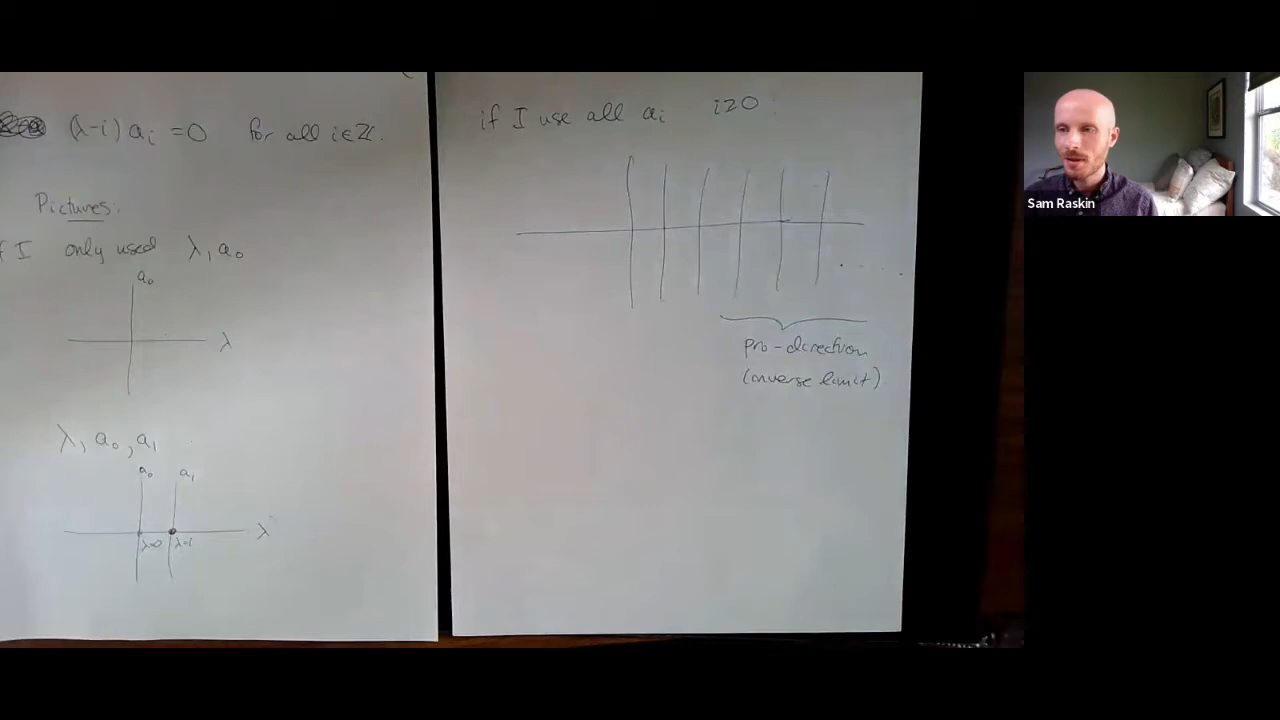 (λ-i) aᵢ = 0 for all i∈ℤ.
Pictures:
if I only used λ, a₀
a₀
λ
λ, a₀, a₁
a₀ a₁
λ
λ=0 λ=1
if I use all aᵢ i≥0:
.....
pro-direction
(inverse limit)
Sam Raskin